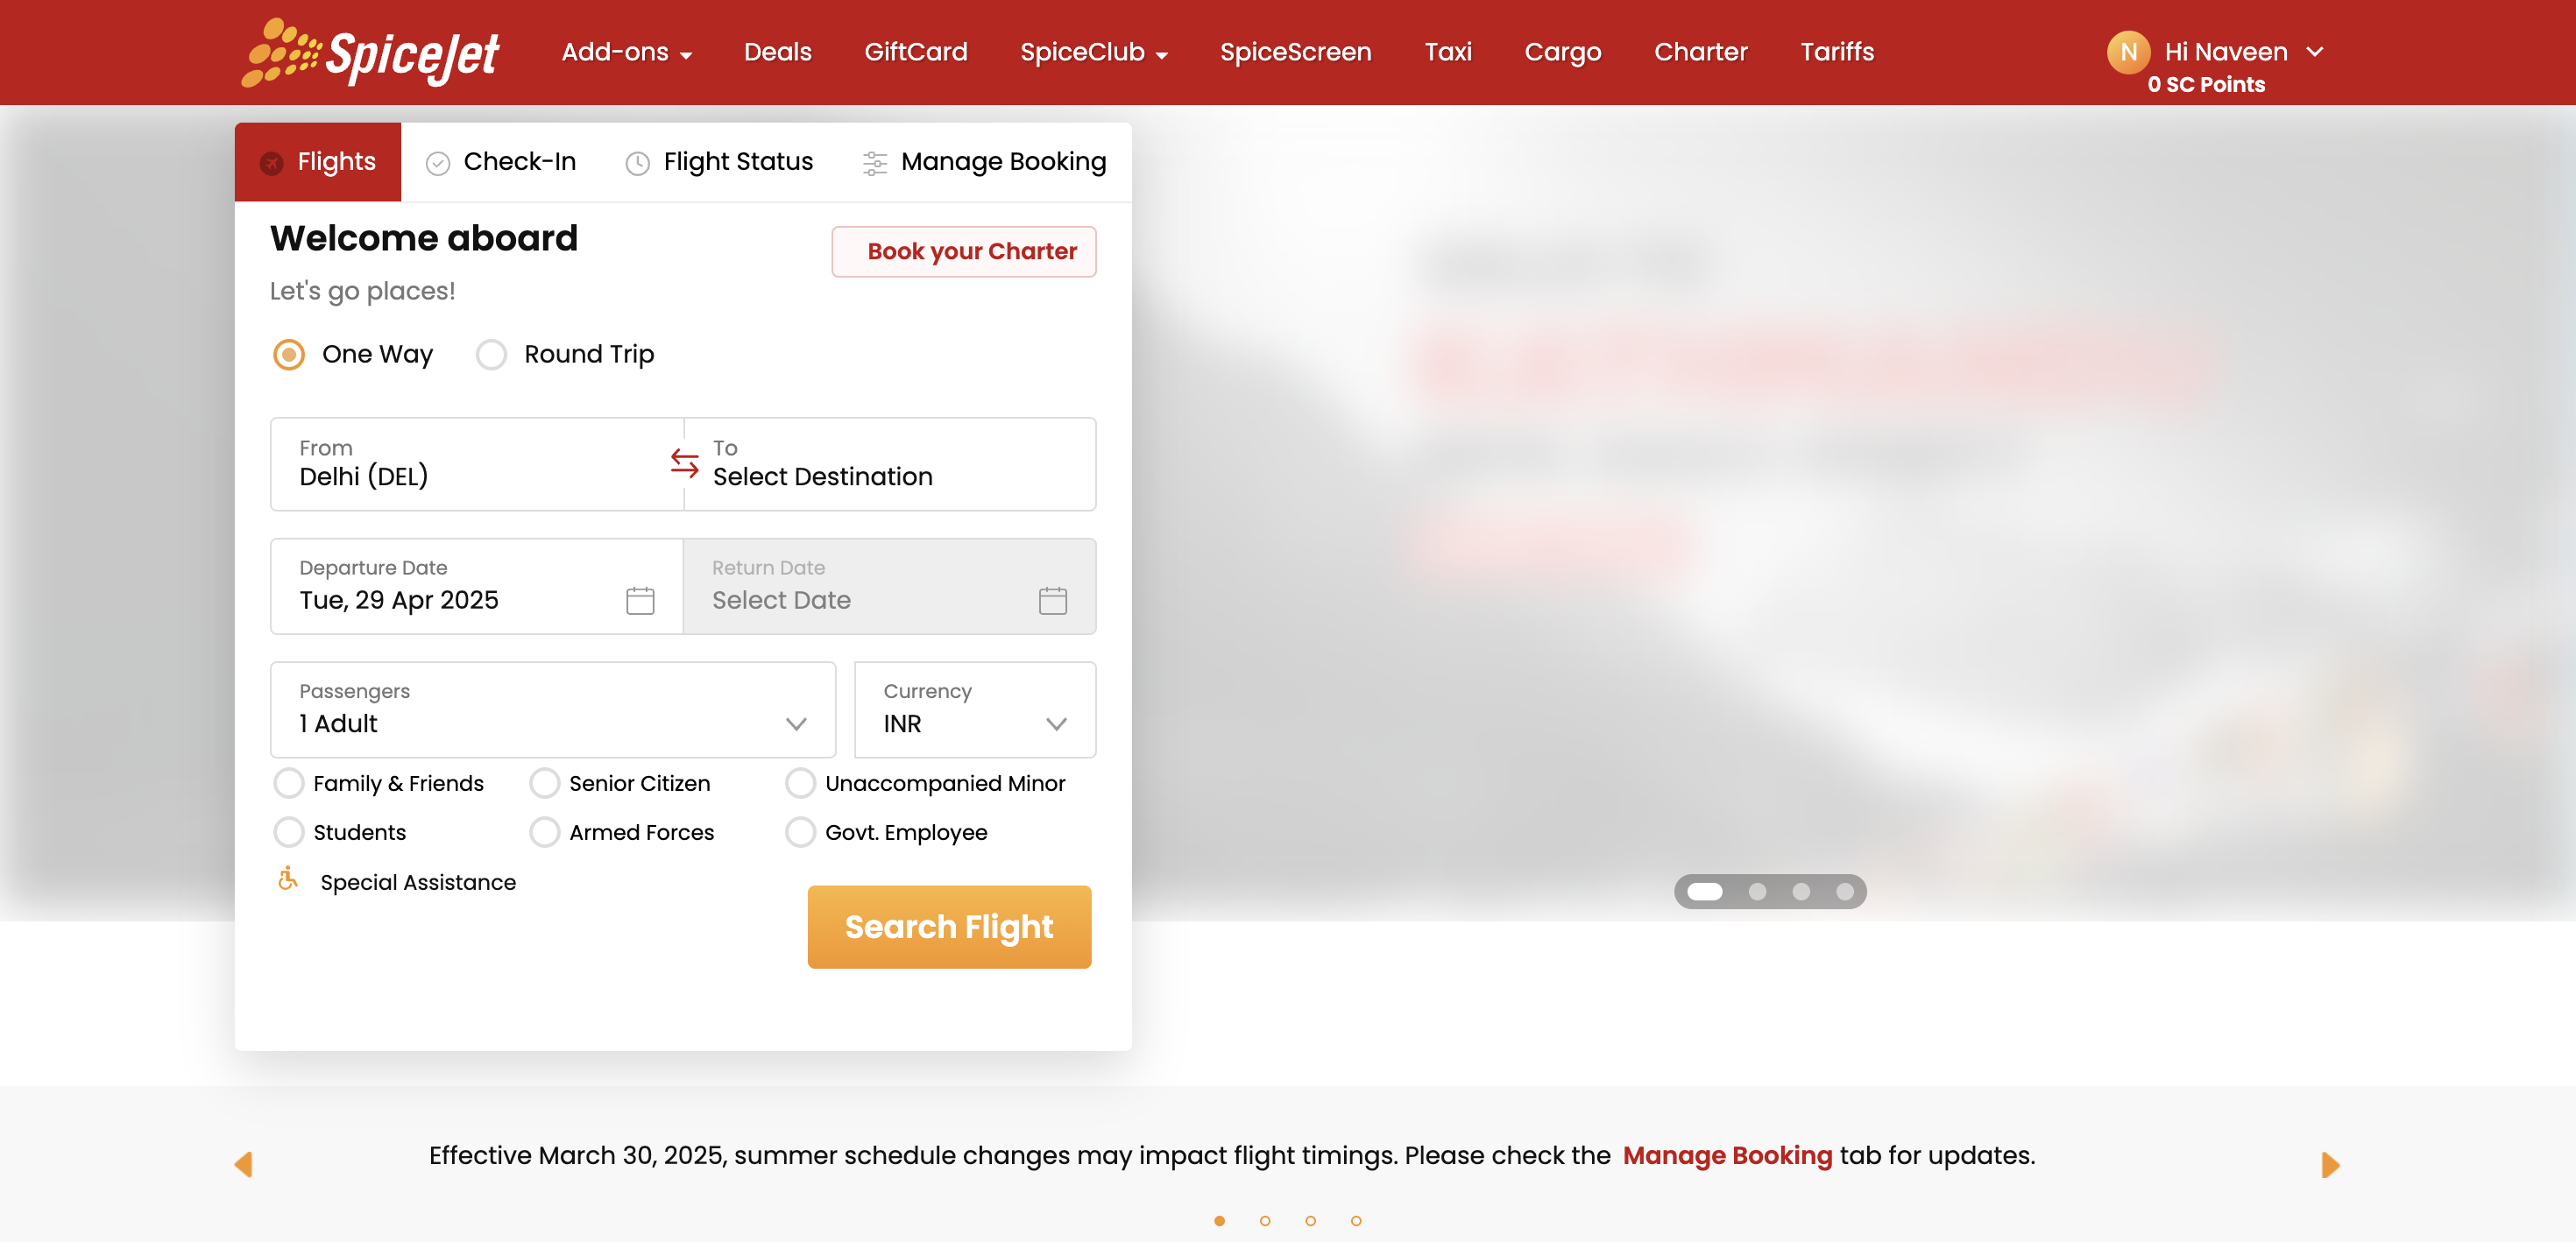 SpiceJet
Add-ons Deals GiftCard SpiceClub SpiceScreen Taxi Cargo Charter Tariffs
N Hi Naveen
0 SC Points
Flights Check-In Flight Status Manage Booking
Welcome aboard
Book your Charter
Let's go places!
One Way Round Trip
From
Delhi (DEL)
To
Select Destination
Departure Date
Tue, 29 Apr 2025
Return Date
Select Date
Passengers
1 Adult
Currency
INR
Family & Friends Senior Citizen Unaccompanied Minor
Students Armed Forces Govt. Employee
Special Assistance
Search Flight
Effective March 30, 2025, summer schedule changes may impact flight timings. Please check the Manage Booking tab for updates.